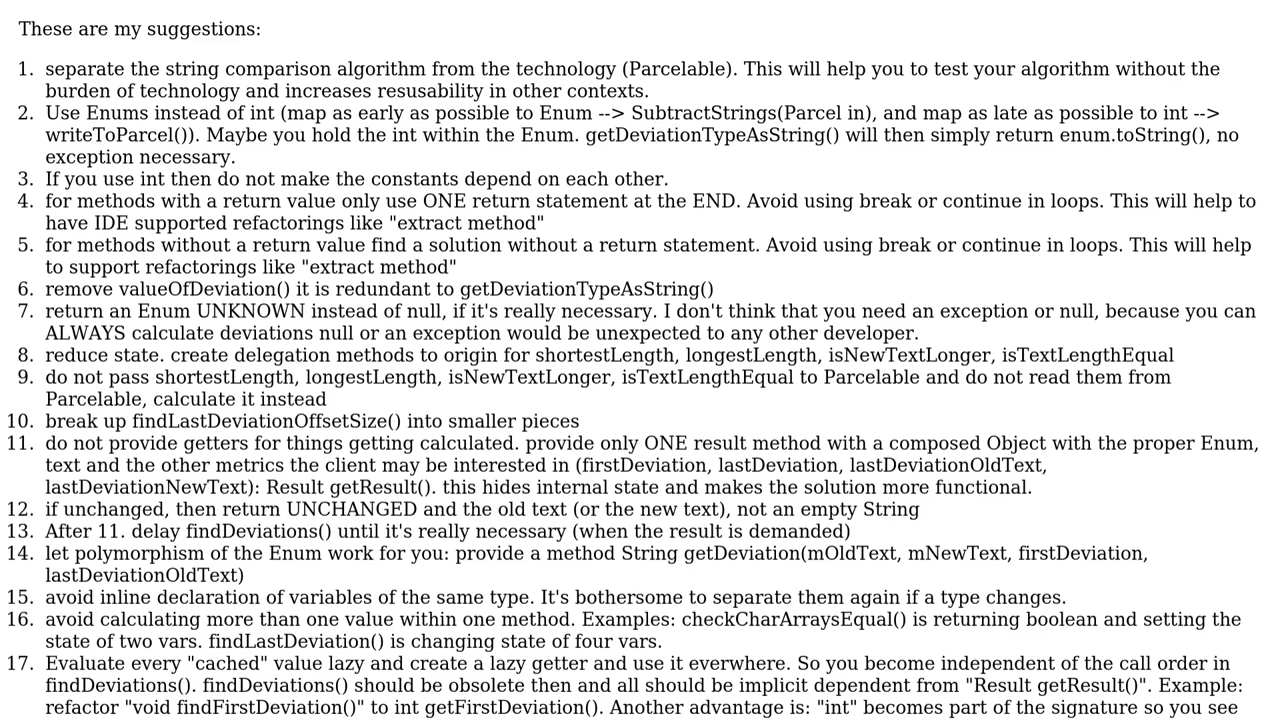 These are my suggestions:
1. separate the string comparison algorithm from the technology (Parcelable). This will help you to test your algorithm without the
burden of technology and increases resusability in other contexts.
2. Use Enums instead of int (map as early as possible to Enum --> SubtractStrings(Parcel in), and map as late as possible to int -->
writeToParcel()). Maybe you hold the int within the Enum. getDeviationTypeAsString() will then simply return enum.toString(), no
exception necessary.
3. If you use int then do not make the constants depend on each other.
4. for methods with a return value only use ONE return statement at the END. Avoid using break or continue in loops. This will help to
have IDE supported refactorings like "extract method"
5. for methods without a return value find a solution without a return statement. Avoid using break or continue in loops. This will help
to support refactorings like "extract method"
6. remove valueOfDeviation() it is redundant to getDeviationTypeAsString()
7. return an Enum UNKNOWN instead of null, if it's really necessary. I don't think that you need an exception or null, because you can
ALWAYS calculate deviations null or an exception would be unexpected to any other developer.
8. reduce state. create delegation methods to origin for shortestLength, longestLength, isNewTextLonger, isTextLengthEqual
9. do not pass shortestLength, longestLength, isNewTextLonger, isTextLengthEqual to Parcelable and do not read them from
Parcelable, calculate it instead
10. break up findLastDeviationOffsetSize() into smaller pieces
11. do not provide getters for things getting calculated. provide only ONE result method with a composed Object with the proper Enum,
text and the other metrics the client may be interested in (firstDeviation, lastDeviation, lastDeviationOldText,
lastDeviationNewText): Result getResult(). this hides internal state and makes the solution more functional.
12. if unchanged, then return UNCHANGED and the old text (or the new text), not an empty String
13. After 11. delay findDeviations() until it's really necessary (when the result is demanded)
14. let polymorphism of the Enum work for you: provide a method String getDeviation(mOldText, mNewText, firstDeviation,
lastDeviationOldText)
15. avoid inline declaration of variables of the same type. It's bothersome to separate them again if a type changes.
16. avoid calculating more than one value within one method. Examples: checkCharArraysEqual() is returning boolean and setting the
state of two vars. findLastDeviation() is changing state of four vars.
17. Evaluate every "cached" value lazy and create a lazy getter and use it everwhere. So you become independent of the call order in
findDeviations(). findDeviations() should be obsolete then and all should be implicit dependent from "Result getResult()". Example:
refactor "void findFirstDeviation()" to int getFirstDeviation(). Another advantage is: "int" becomes part of the signature so you see